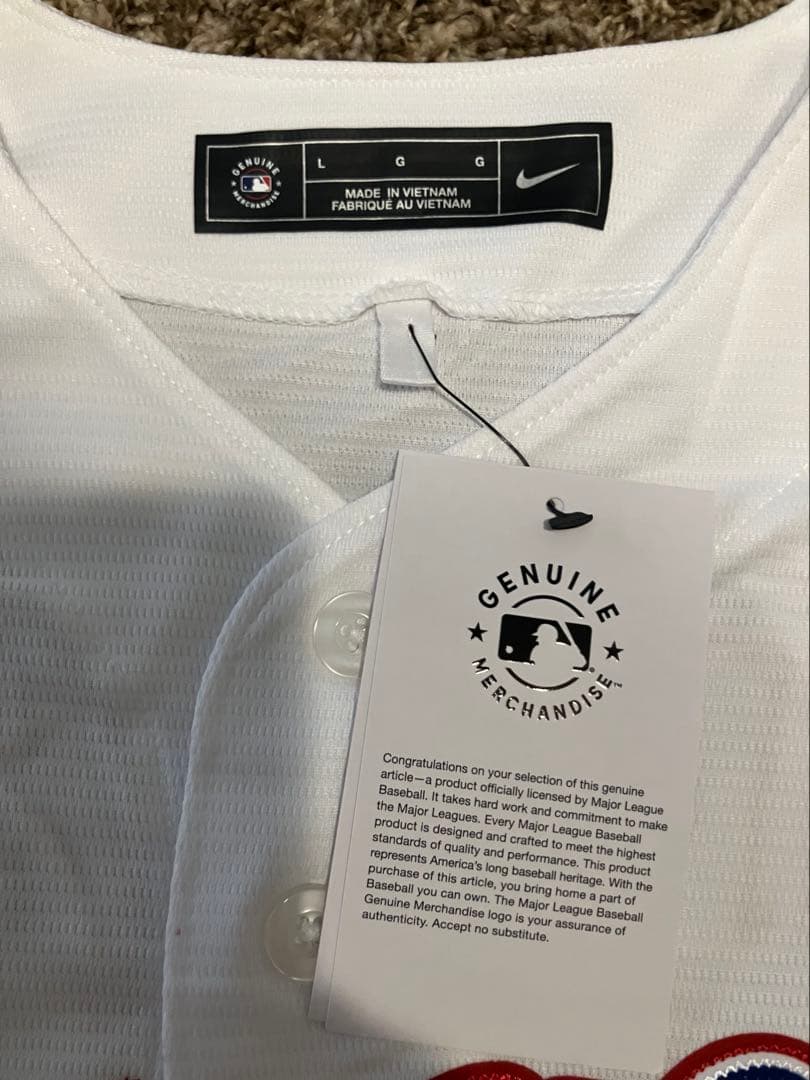 GENUINE
MERCHANDISE
L G G
MADE IN VIETNAM
FABRIQUÉ AU VIETNAM
GENUINE
MERCHANDISE™
Congratulations on your selection of this genuine
article—a product officially licensed by Major League
Baseball. It takes hard work and commitment to make
the Major Leagues. Every Major League Baseball
product is designed and crafted to meet the highest
standards of quality and performance. This product
represents America's long baseball heritage. With the
purchase of this article, you bring home a part of
Baseball you can own. The Major League Baseball
Genuine Merchandise logo is your assurance of
authenticity. Accept no substitute.